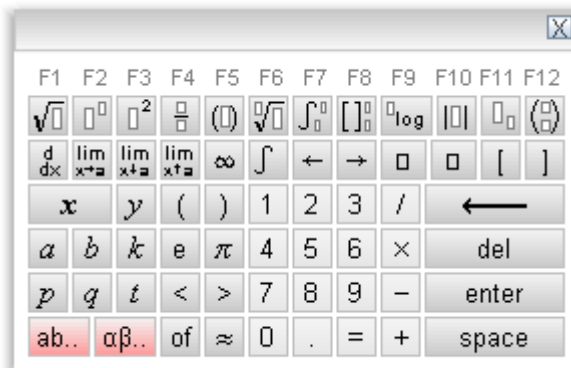 X
F1 F2 F3 F4 F5 F6 F7 F8 F9 F10 F11 F12
√▯ ▯^▯ ▯² ▯/▯ (▯) ▯√▯ ∫▯▯ []▯▯ ▯log |▯| ▯▯ (▯▯)
d/dx lim x→a lim x↓a lim x↑a ∞ ∫ ← → ▯ ▯ [ ]
x y ( ) 1 2 3 / ←
a b k e π 4 5 6 × del
p q t < > 7 8 9 − enter
ab.. αβ.. of ≈ 0 . = + space